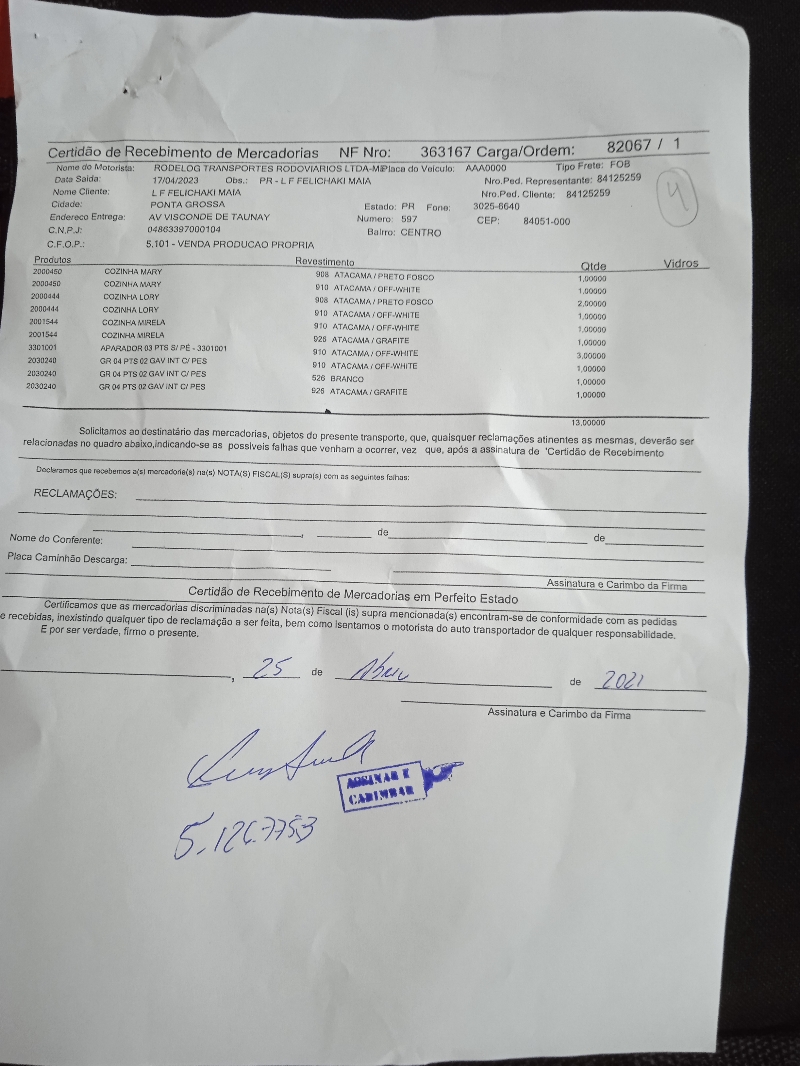 Certidão de Recebimento de Mercadorias NF Nro: 363167 Carga/Ordem: 82067 / 1
Nome do Motorista: RODELOG TRANSPORTES RODOVIARIOS LTDA-ME Placa do Veículo: AAA0000 Tipo Frete: FOB
Data Saída: 17/04/2023 Obs.: PR - L F FELICHAKI MAIA Nro.Ped. Representante: 84125259
Nome Cliente: L F FELICHAKI MAIA Nro.Ped. Cliente: 84125259
Cidade: PONTA GROSSA Estado: PR Fone: 3025-6640
Endereco Entrega: AV VISCONDE DE TAUNAY Numero: 597 CEP: 84051-000
C.N.P.J: 04863397000104 Bairro: CENTRO
C.F.O.P.: 5.101 - VENDA PRODUCAO PROPRIA
4
Produtos Revestimento Qtde Vidros
2000450 COZINHA MARY 908 ATACAMA / PRETO FOSCO 1,00000
2000450 COZINHA MARY 910 ATACAMA / OFF-WHITE 1,00000
2000444 COZINHA LORY 908 ATACAMA / PRETO FOSCO 2,00000
2000444 COZINHA LORY 910 ATACAMA / OFF-WHITE 1,00000
2001544 COZINHA MIRELA 910 ATACAMA / OFF-WHITE 1,00000
2001544 COZINHA MIRELA 926 ATACAMA / GRAFITE 1,00000
3301001 APARADOR 03 PTS S/ PÉ - 3301001 910 ATACAMA / OFF-WHITE 3,00000
2030240 GR 04 PTS 02 GAV INT C/ PES 910 ATACAMA / OFF-WHITE 1,00000
2030240 GR 04 PTS 02 GAV INT C/ PES 526 BRANCO 1,00000
2030240 GR 04 PTS 02 GAV INT C/ PES 926 ATACAMA / GRAFITE 1,00000
13,00000
Solicitamos ao destinatário das mercadorias, objetos do presente transporte, que, quaisquer reclamações atinentes as mesmas, deverão ser
relacionadas no quadro abaixo,indicando-se as possíveis falhas que venham a ocorrer, vez que, após a assinatura de 'Certidão de Recebimento
Declaramos que recebemos a(s) mercadoria(s) na(s) NOTA(S) FISCAL(S) supra(s) com as seguintes falhas:
RECLAMAÇÕES:
, de de
Nome do Conferente:
Placa Caminhão Descarga:
Assinatura e Carimbo da Firma
Certidão de Recebimento de Mercadorias em Perfeito Estado
Certificamos que as mercadorias discriminadas na(s) Nota(s) Fiscal (is) supra mencionada(s) encontram-se de conformidade com as pedidas
e recebidas, inexistindo qualquer tipo de reclamação a ser feita, bem como isentamos o motorista do auto transportador de qualquer responsabilidade.
E por ser verdade, firmo o presente.
, 25 de Abril de 2021
Assinatura e Carimbo da Firma
ASSINAR E
CARIMBAR
5.126.7753